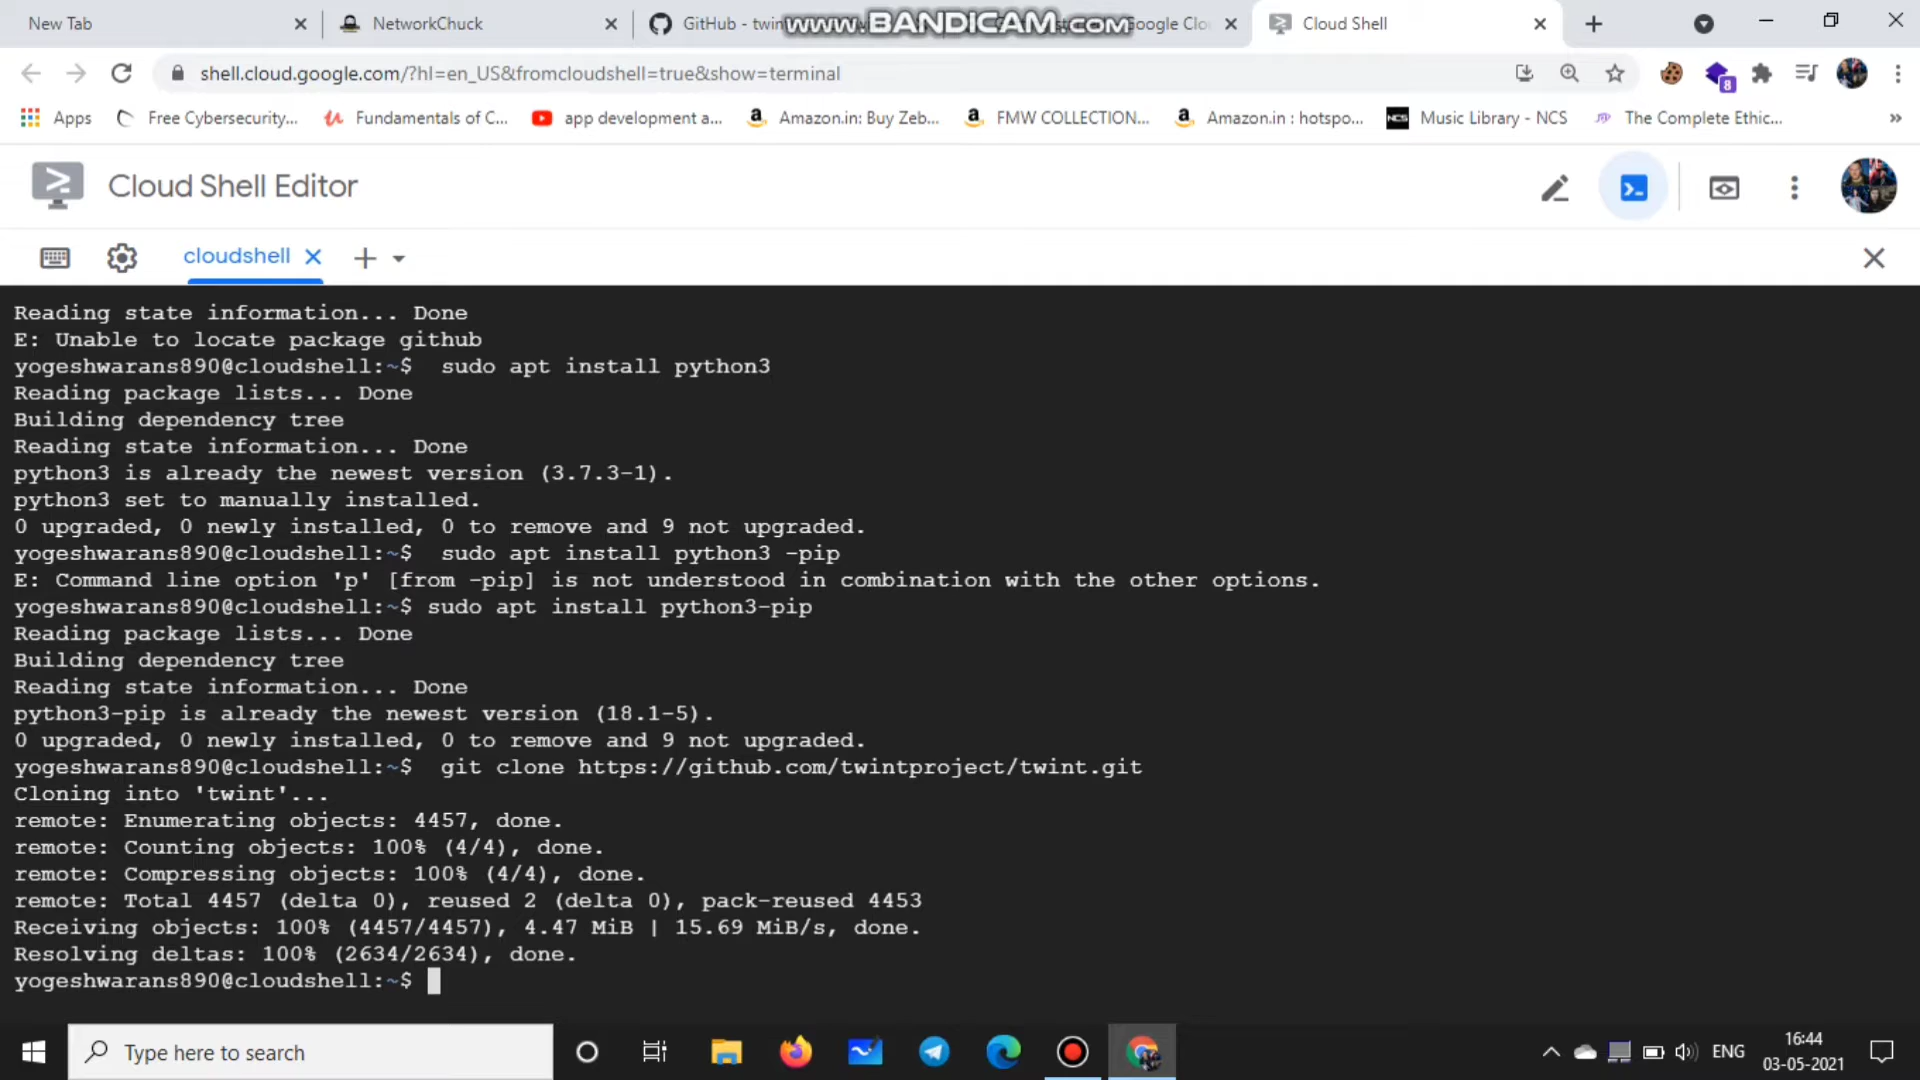 New Tab
NetworkChuck
GitHub - twin
www.BANDICAM.com
oogle Clo
Cloud Shell
shell.cloud.google.com/?hl=en_US&fromcloudshell=true&show=terminal
8
Apps
Free Cybersecurity...
Fundamentals of C...
app development a...
Amazon.in: Buy Zeb...
FMW COLLECTION...
Amazon.in : hotspo...
NCS
Music Library - NCS
The Complete Ethic...
»
Cloud Shell Editor
cloudshell
Reading state information... Done
E: Unable to locate package github
yogeshwarans890@cloudshell:~$  sudo apt install python3
Reading package lists... Done
Building dependency tree
Reading state information... Done
python3 is already the newest version (3.7.3-1).
python3 set to manually installed.
0 upgraded, 0 newly installed, 0 to remove and 9 not upgraded.
yogeshwarans890@cloudshell:~$  sudo apt install python3 -pip
E: Command line option 'p' [from -pip] is not understood in combination with the other options.
yogeshwarans890@cloudshell:~$ sudo apt install python3-pip
Reading package lists... Done
Building dependency tree
Reading state information... Done
python3-pip is already the newest version (18.1-5).
0 upgraded, 0 newly installed, 0 to remove and 9 not upgraded.
yogeshwarans890@cloudshell:~$  git clone https://github.com/twintproject/twint.git
Cloning into 'twint'...
remote: Enumerating objects: 4457, done.
remote: Counting objects: 100% (4/4), done.
remote: Compressing objects: 100% (4/4), done.
remote: Total 4457 (delta 0), reused 2 (delta 0), pack-reused 4453
Receiving objects: 100% (4457/4457), 4.47 MiB | 15.69 MiB/s, done.
Resolving deltas: 100% (2634/2634), done.
yogeshwarans890@cloudshell:~$
Type here to search
ENG
16:44
03-05-2021